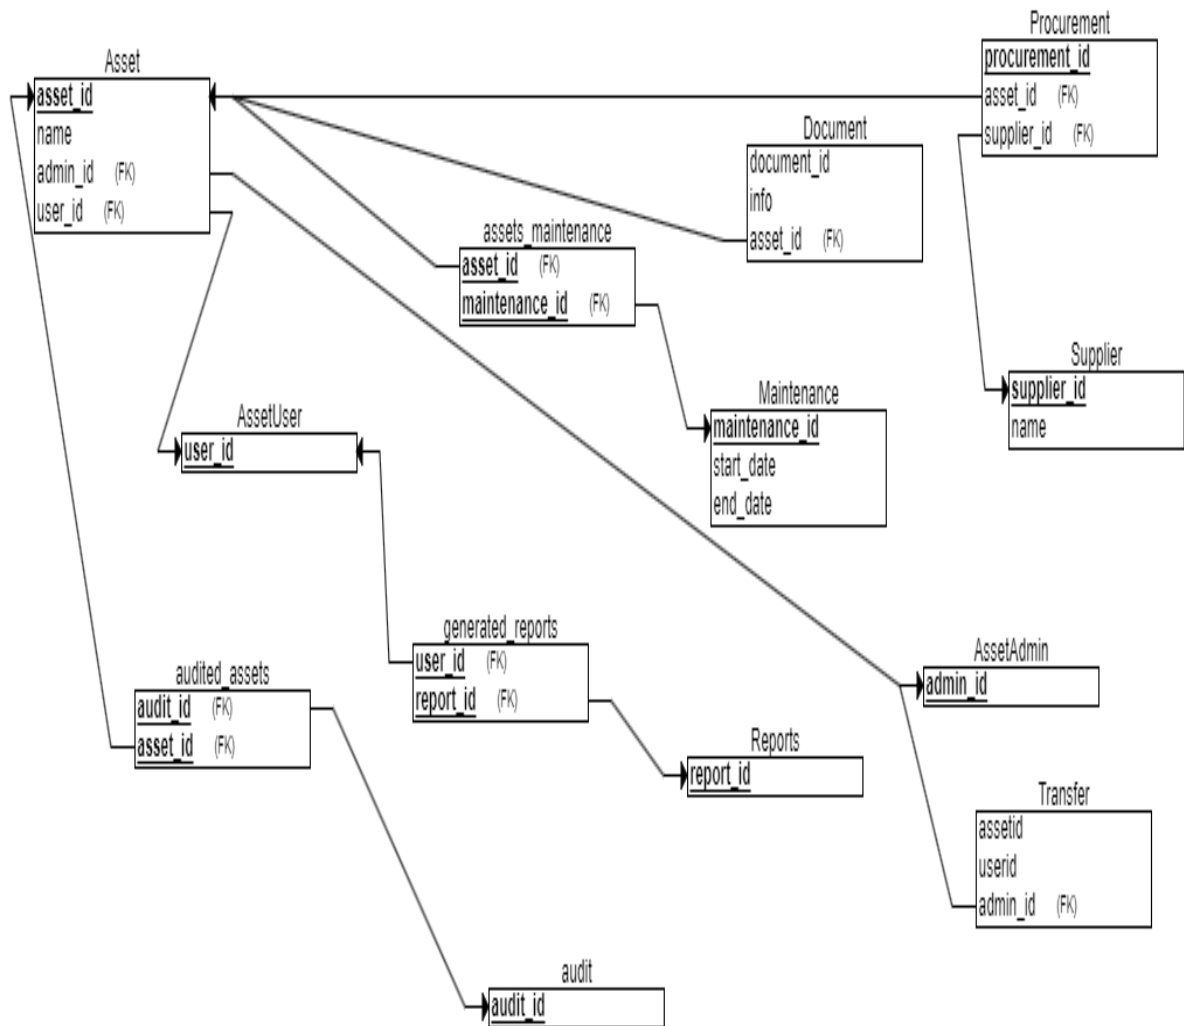 Asset
asset_id
name
admin_id (FK)
user_id (FK)
Procurement
procurement_id
asset_id (FK)
supplier_id (FK)
Document
document_id
info
asset_id (FK)
assets_maintenance
asset_id (FK)
maintenance_id (FK)
Supplier
supplier_id
name
Maintenance
maintenance_id
start_date
end_date
AssetUser
user_id
generated_reports
user_id (FK)
report_id (FK)
audited_assets
audit_id (FK)
asset_id (FK)
AssetAdmin
admin_id
Reports
report_id
Transfer
assetid
userid
admin_id (FK)
audit
audit_id